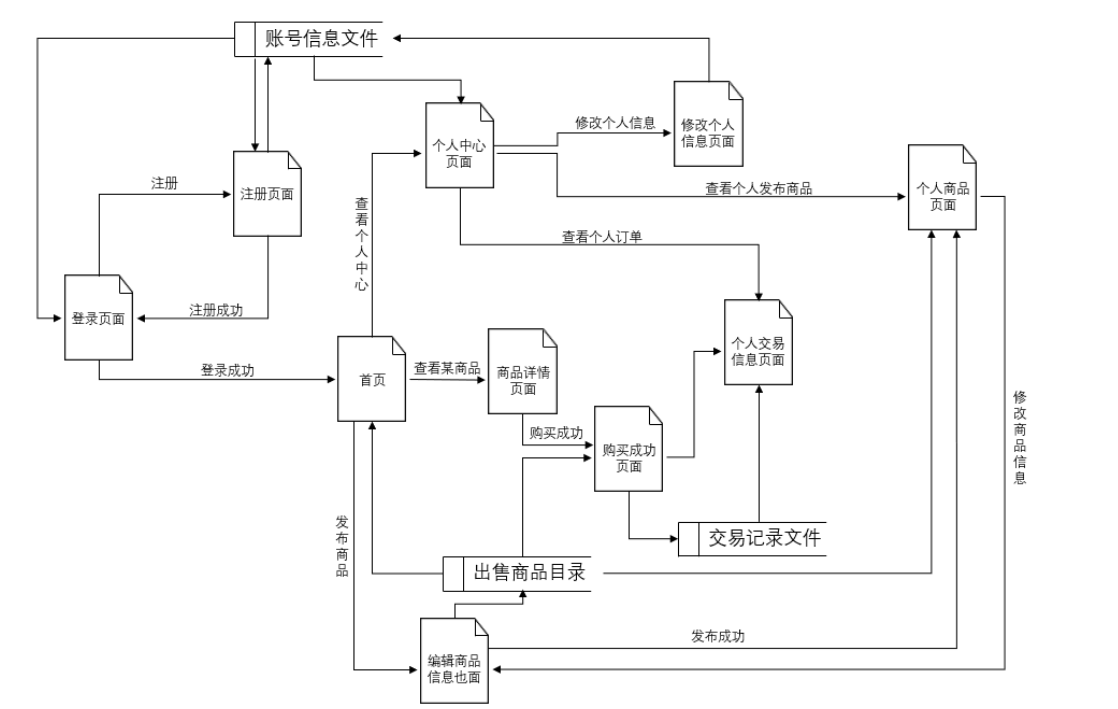 账号信息文件
个人中心
页面
修改个人信息
修改个人
信息页面
注册
注册页面
查看个人发布商品
个人商品
页面
查看个人中心
查看个人订单
登录页面
注册成功
个人交易
信息页面
登录成功
首页
查看某商品
商品详情
页面
购买成功
购买成功
页面
修改商品信息
发布商品
交易记录文件
出售商品目录
发布成功
编辑商品
信息也面